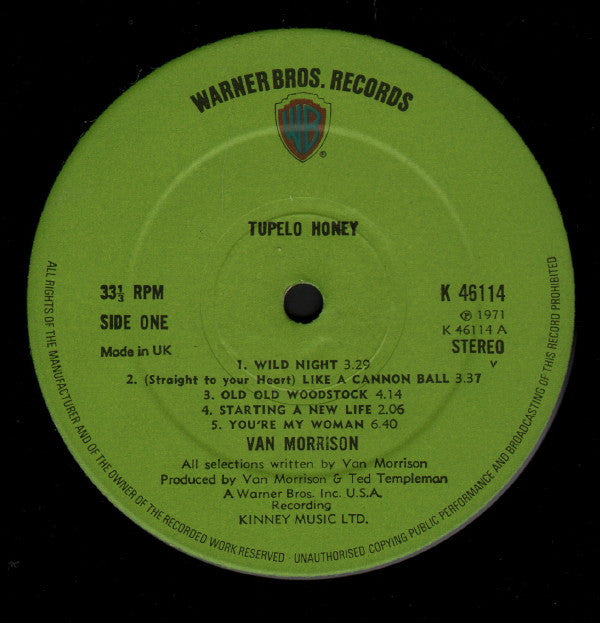 WARNER BROS. RECORDS
WB
®
TUPELO HONEY
33⅓ RPM
SIDE ONE
Made in UK
K 46114
℗ 1971
K 46114 A
STEREO
v
1. WILD NIGHT 3.29
2. (Straight to your Heart) LIKE A CANNON BALL 3.37
3. OLD OLD WOODSTOCK 4.14
4. STARTING A NEW LIFE 2.06
5. YOU'RE MY WOMAN 6.40
VAN MORRISON
All selections written by Van Morrison
Produced by Van Morrison & Ted Templeman
A Warner Bros. Inc. U.S.A.
Recording
KINNEY MUSIC LTD.
ALL RIGHTS OF THE MANUFACTURER AND OF THE OWNER OF THE RECORDED WORK RESERVED · UNAUTHORISED COPYING PUBLIC PERFORMANCE AND BROADCASTING OF THIS RECORD PROHIBITED